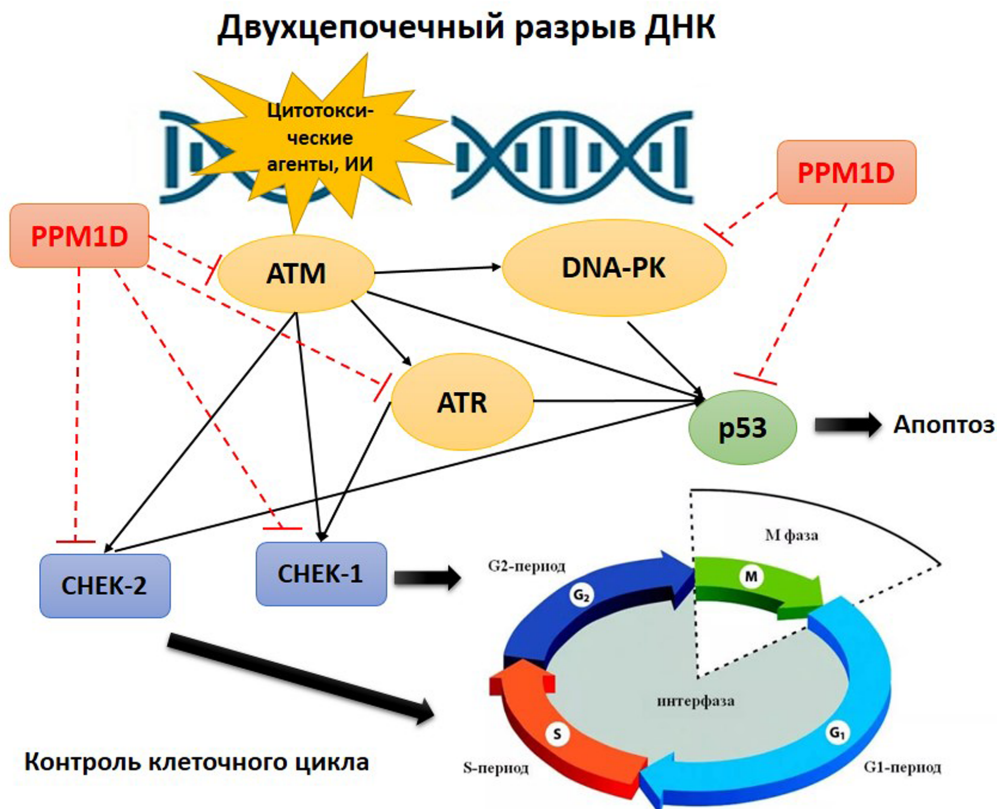 Двухцепочечный разрыв ДНК
Цитотокси-
ческие
агенты, ИИ
PPM1D
PPM1D
ATM
DNA-PK
ATR
p53
Апоптоз
CHEK-2
CHEK-1
M фаза
G2-период
M
G2
интерфаза
S
G1
S-период
G1-период
Контроль клеточного цикла